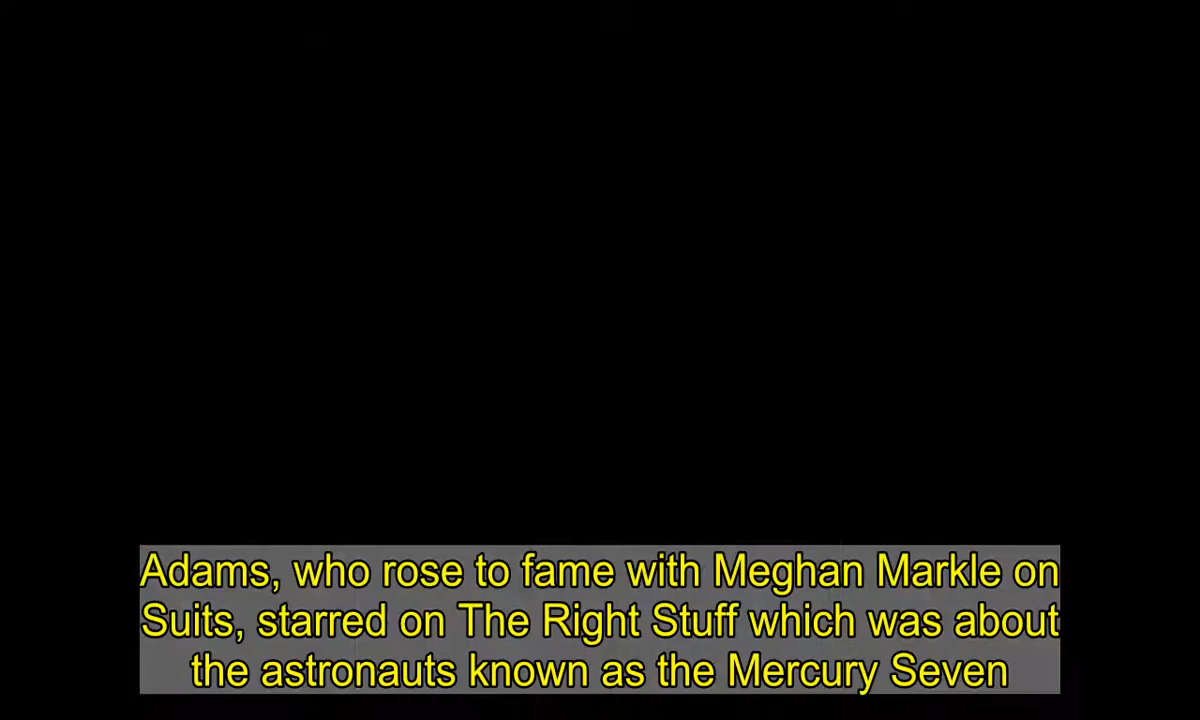 Adams, who rose to fame with Meghan Markle on
Suits, starred on The Right Stuff which was about
the astronauts known as the Mercury Seven